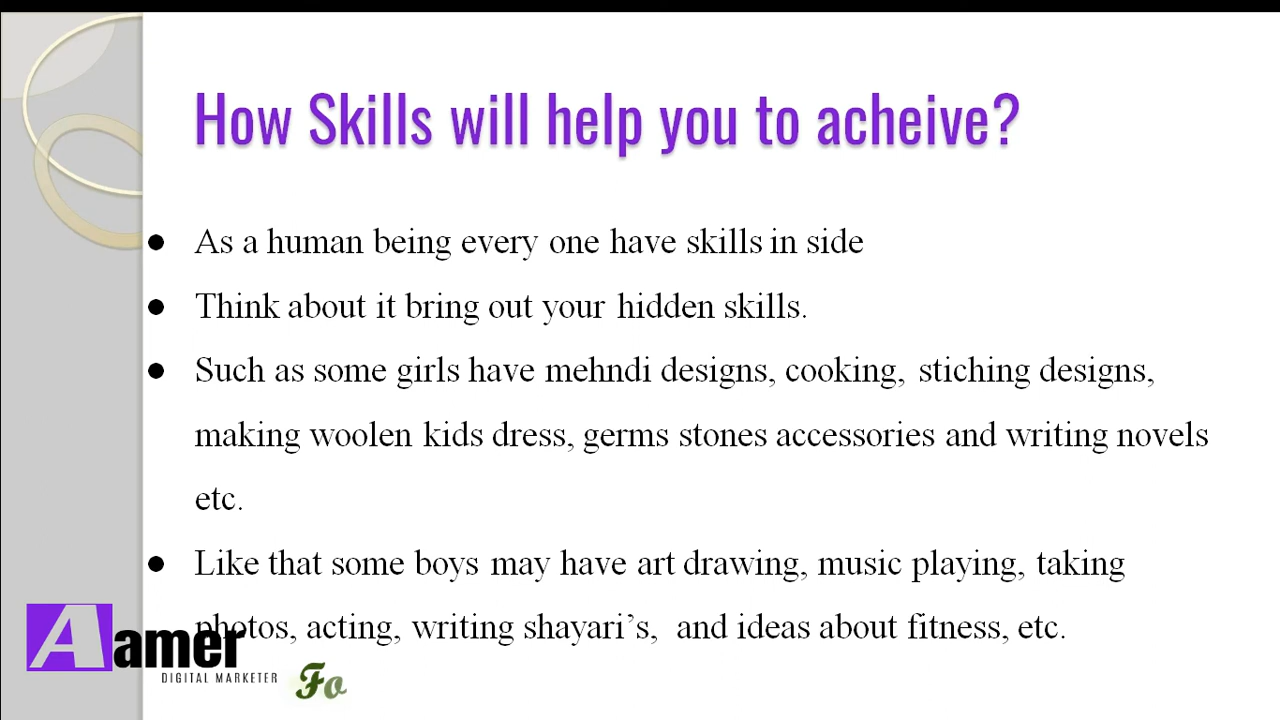 How Skills will help you to acheive?
● As a human being every one have skills in side
● Think about it bring out your hidden skills.
● Such as some girls have mehndi designs, cooking, stiching designs,
making woolen kids dress, germs stones accessories and writing novels
etc.
● Like that some boys may have art drawing, music playing, taking
photos, acting, writing shayari’s, and ideas about fitness, etc.
Aamer
DIGITAL MARKETER
Fo